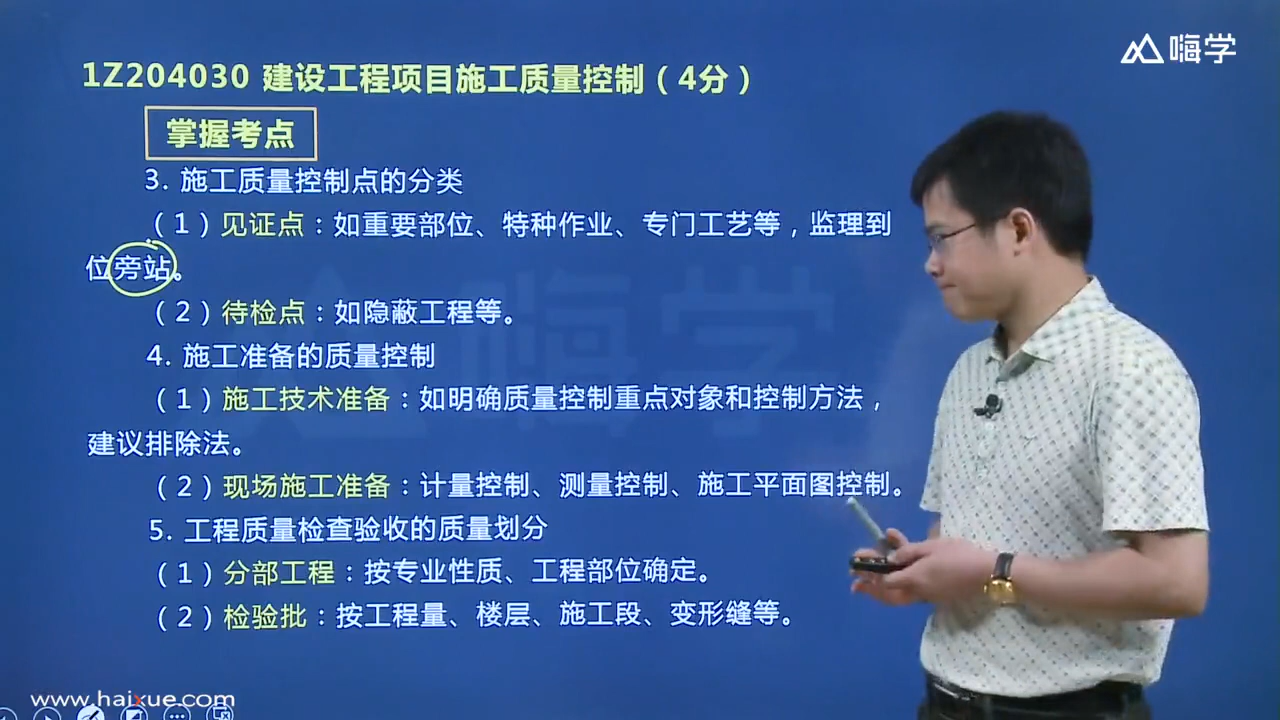 嗨学
1Z204030 建设工程项目施工质量控制（4分）
掌握考点
3. 施工质量控制点的分类
（1）见证点：如重要部位、特种作业、专门工艺等，监理到
位旁站。
（2）待检点：如隐蔽工程等。
4. 施工准备的质量控制
（1）施工技术准备：如明确质量控制重点对象和控制方法，
建议排除法。
（2）现场施工准备：计量控制、测量控制、施工平面图控制。
5. 工程质量检查验收的质量划分
（1）分部工程：按专业性质、工程部位确定。
（2）检验批：按工程量、楼层、施工段、变形缝等。
嗨学
www.haixue.com